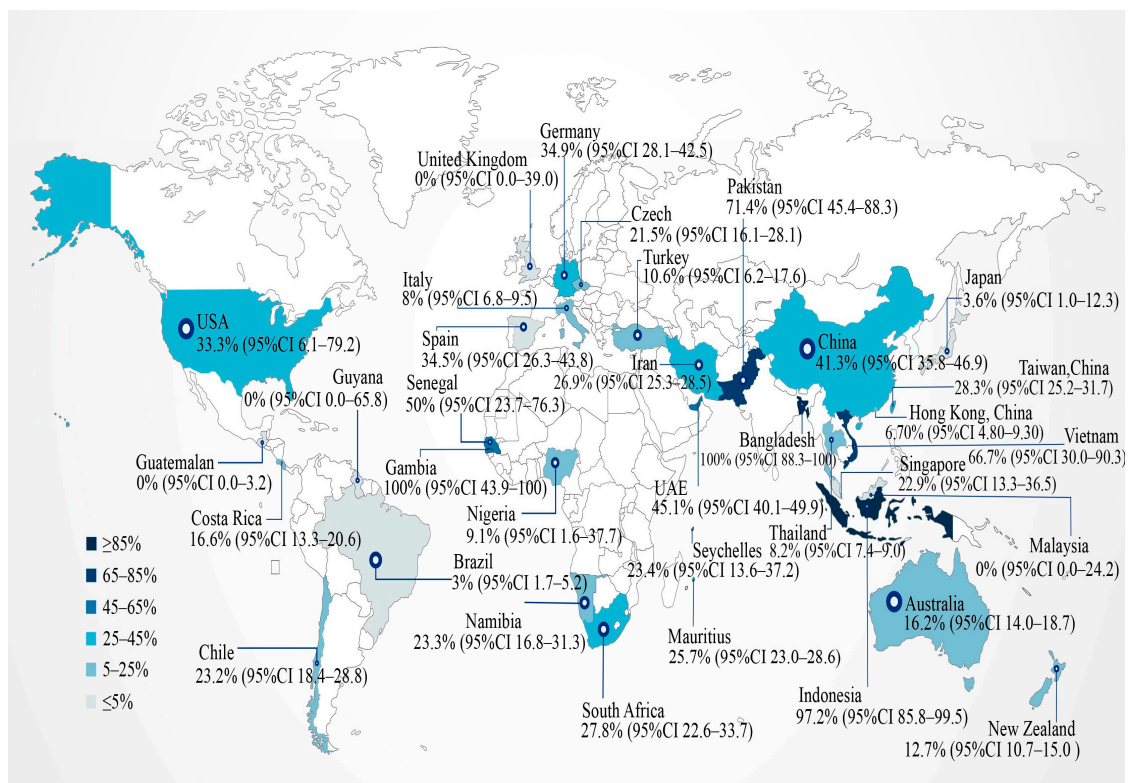 Germany
34.9% (95%CI 28.1–42.5)
United Kingdom
0% (95%CI 0.0–39.0)
Pakistan
71.4% (95%CI 45.4–88.3)
Czech
21.5% (95%CI 16.1–28.1)
Turkey
10.6% (95%CI 6.2–17.6)
Italy
8% (95%CI 6.8–9.5)
Japan
3.6% (95%CI 1.0–12.3)
USA
33.3% (95%CI 6.1–79.2)
Spain
34.5% (95%CI 26.3–43.8)
Iran
26.9% (95%CI 25.3–28.5)
China
41.3% (95%CI 35.8–46.9)
Taiwan,China
28.3% (95%CI 25.2–31.7)
Guyana
0% (95%CI 0.0–65.8)
Senegal
50% (95%CI 23.7–76.3)
Hong Kong, China
6.70% (95%CI 4.80–9.30)
Bangladesh
100% (95%CI 88.3–100)
Vietnam
66.7% (95%CI 30.0–90.3)
Guatemalan
0% (95%CI 0.0–3.2)
Gambia
100% (95%CI 43.9–100)
Singapore
22.9% (95%CI 13.3–36.5)
UAE
45.1% (95%CI 40.1–49.9)
Costa Rica
16.6% (95%CI 13.3–20.6)
Nigeria
9.1% (95%CI 1.6–37.7)
Thailand
8.2% (95%CI 7.4–9.0)
Malaysia
0% (95%CI 0.0–24.2)
Seychelles
23.4% (95%CI 13.6–37.2)
Brazil
3% (95%CI 1.7–5.2)
Australia
16.2% (95%CI 14.0–18.7)
Namibia
23.3% (95%CI 16.8–31.3)
Mauritius
25.7% (95%CI 23.0–28.6)
Chile
23.2% (95%CI 18.4–28.8)
Indonesia
97.2% (95%CI 85.8–99.5)
South Africa
27.8% (95%CI 22.6–33.7)
New Zealand
12.7% (95%CI 10.7–15.0 )
≥85%
65–85%
45–65%
25–45%
5–25%
≤5%